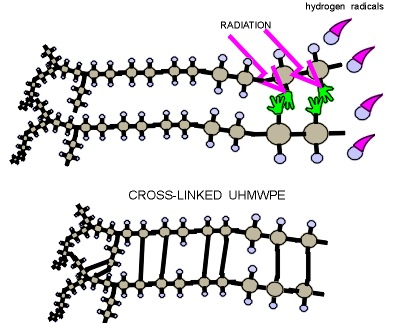 hydrogen radicals
RADIATION
CROSS-LINKED UHMWPE